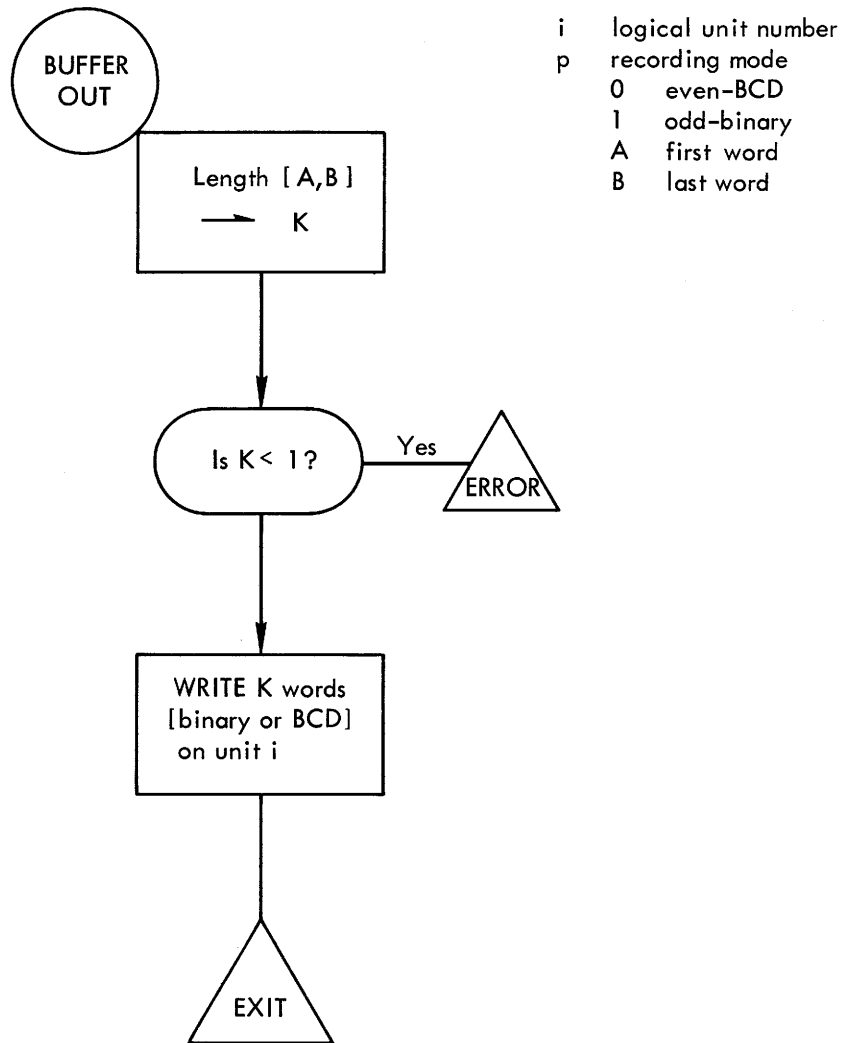 BUFFER
OUT
i logical unit number
p recording mode
0 even-BCD
1 odd-binary
A first word
B last word
Length [A,B]
→ K
Is K< 1?
Yes
ERROR
WRITE K words
[binary or BCD]
on unit i
EXIT